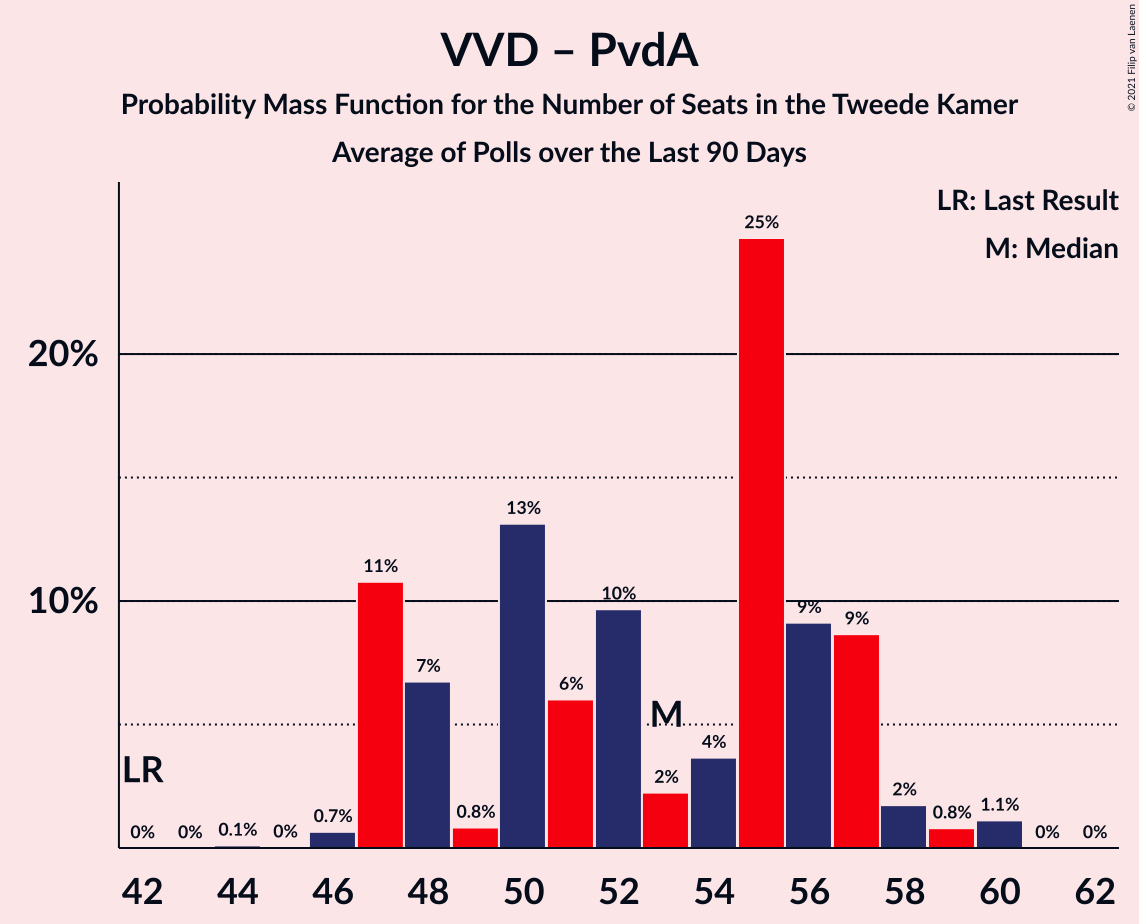 VVD – PvdA
Probability Mass Function for the Number of Seats in the Tweede Kamer
Average of Polls over the Last 90 Days
© 2021 Filip van Laenen
LR: Last Result
M: Median
25%
20%
13%
11%
10%
10%
9%
9%
7%
6%
M
4%
LR
2%
2%
0.7%
0.8%
0.8%
1.1%
0%
0%
0.1%
0%
0%
0%
42 44 46 48 50 52 54 56 58 60 62